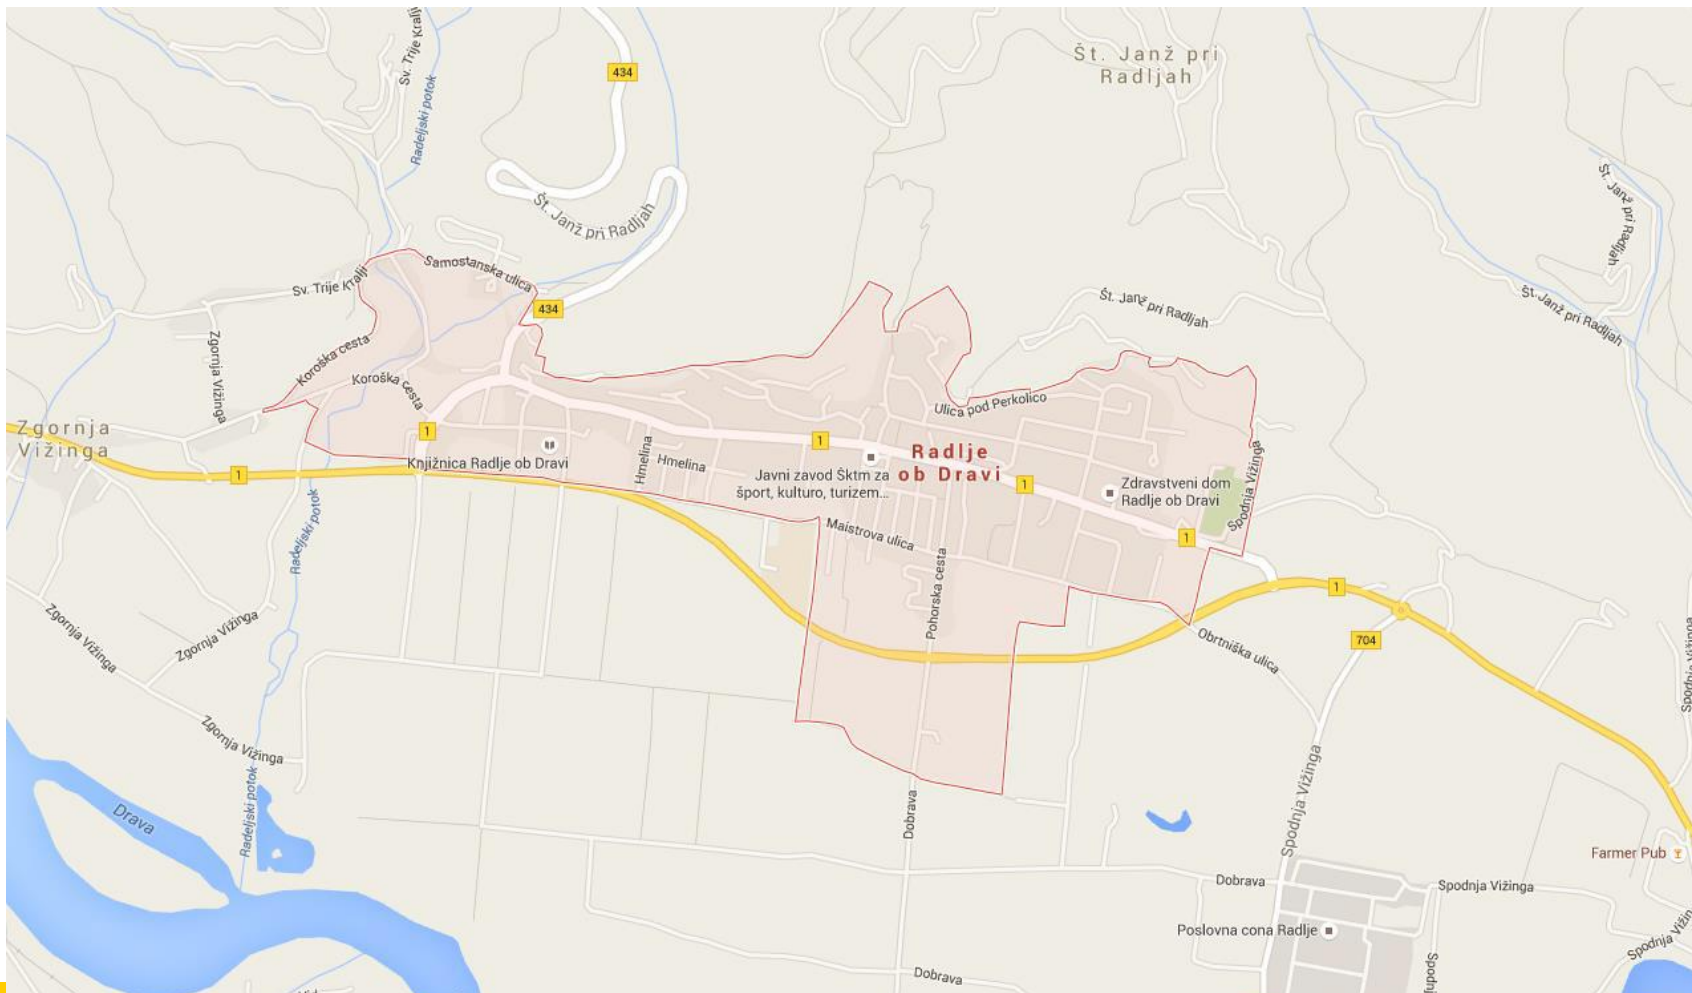 Sv. Trije Kralji
434
Št. Janž pri
Radljah
Radeljski potok
Št. Janž pri Radljah
Št. Janž pri Radljah
Samostanska ulica
Sv. Trije Kralji
434
Št. Janž pri Radljah
Št. Janž pri Radljah
Zgornja Vižinga
Koroška cesta
Koroška cesta
Ulica pod Perkolico
Zgornja
Vižinga
1
1
1
Radlje
ob Dravi
Knjižnica Radlje ob Dravi
Hmelina
Hmelina
Javni zavod Šktm za
šport, kulturo, turizem...
1
1
Zdravstveni dom
Radlje ob Dravi
Spodnja Vižinga
Radeljski potok
Maistrova ulica
1
Pohorska cesta
1
Zgornja Vižinga
Zgornja Vižinga
Obrtniška ulica
704
Spodnja Vižinga
Zgornja Vižinga
Spodnja Vižinga
Drava
Radeljski potok
Dobrava
Farmer Pub
Dobrava
Spodnja Vižinga
Poslovna cona Radlje
Dobrava